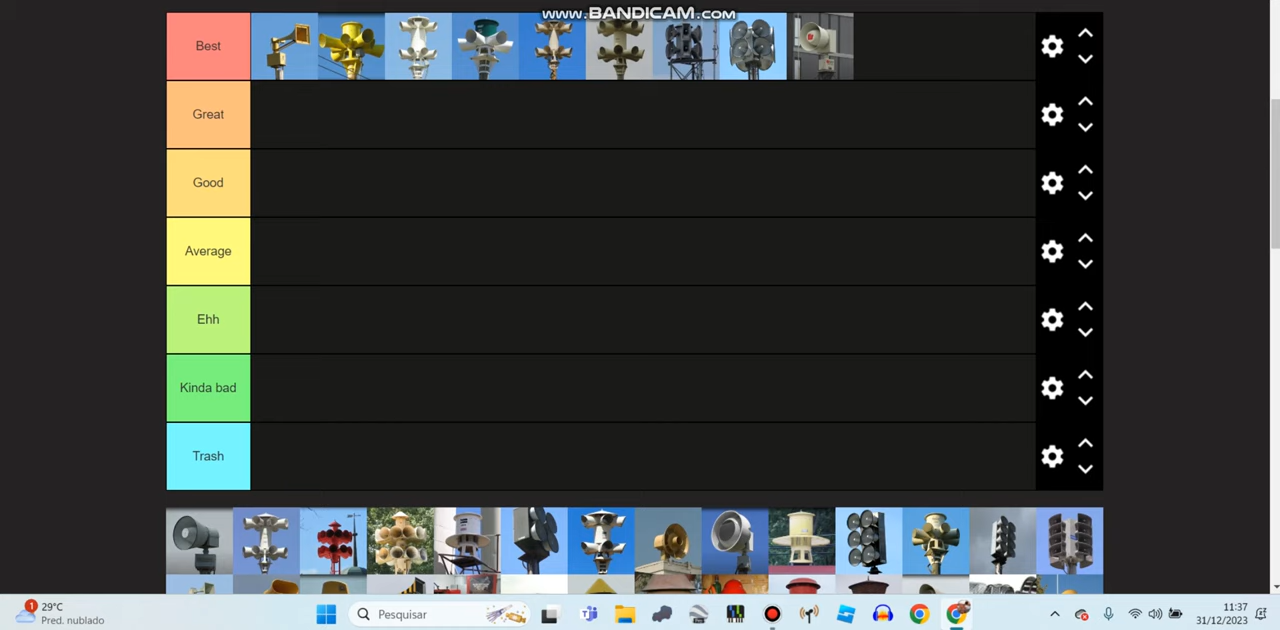 www.BANDICAM.com
Best
Great
Good
Average
Ehh
Kinda bad
Trash
1
29°C
Pred. nublado
Pesquisar
11:37
31/12/2023